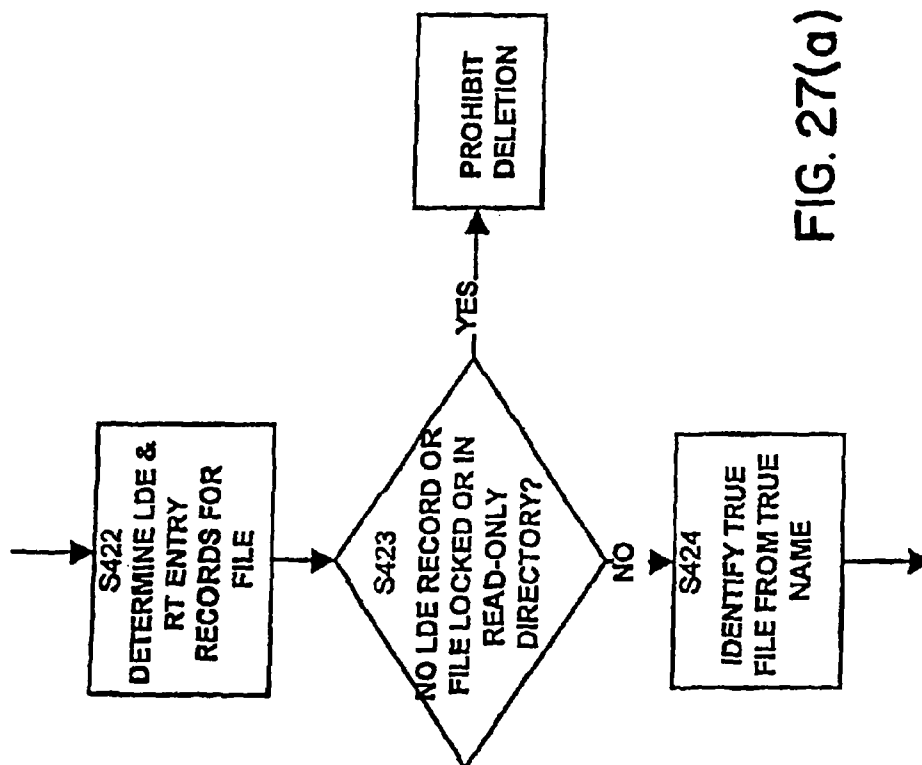 S422
DETERMINE LDE &
RT ENTRY
RECORDS FOR
FILE
S423
NO LDE RECORD OR
FILE LOCKED OR IN
READ-ONLY
DIRECTORY?
YES
PROHIBIT
DELETION
NO
S424
IDENTIFY TRUE
FILE FROM TRUE
NAME
FIG. 27(a)